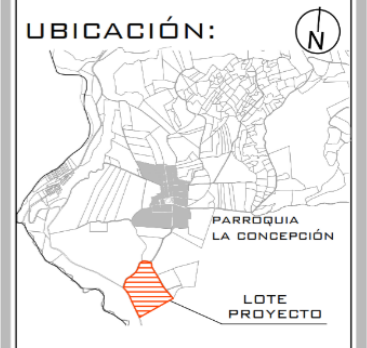 UBICACIÓN:
N
PARROQUIA
LA CONCEPCIÓN
LOTE
PROYECTO